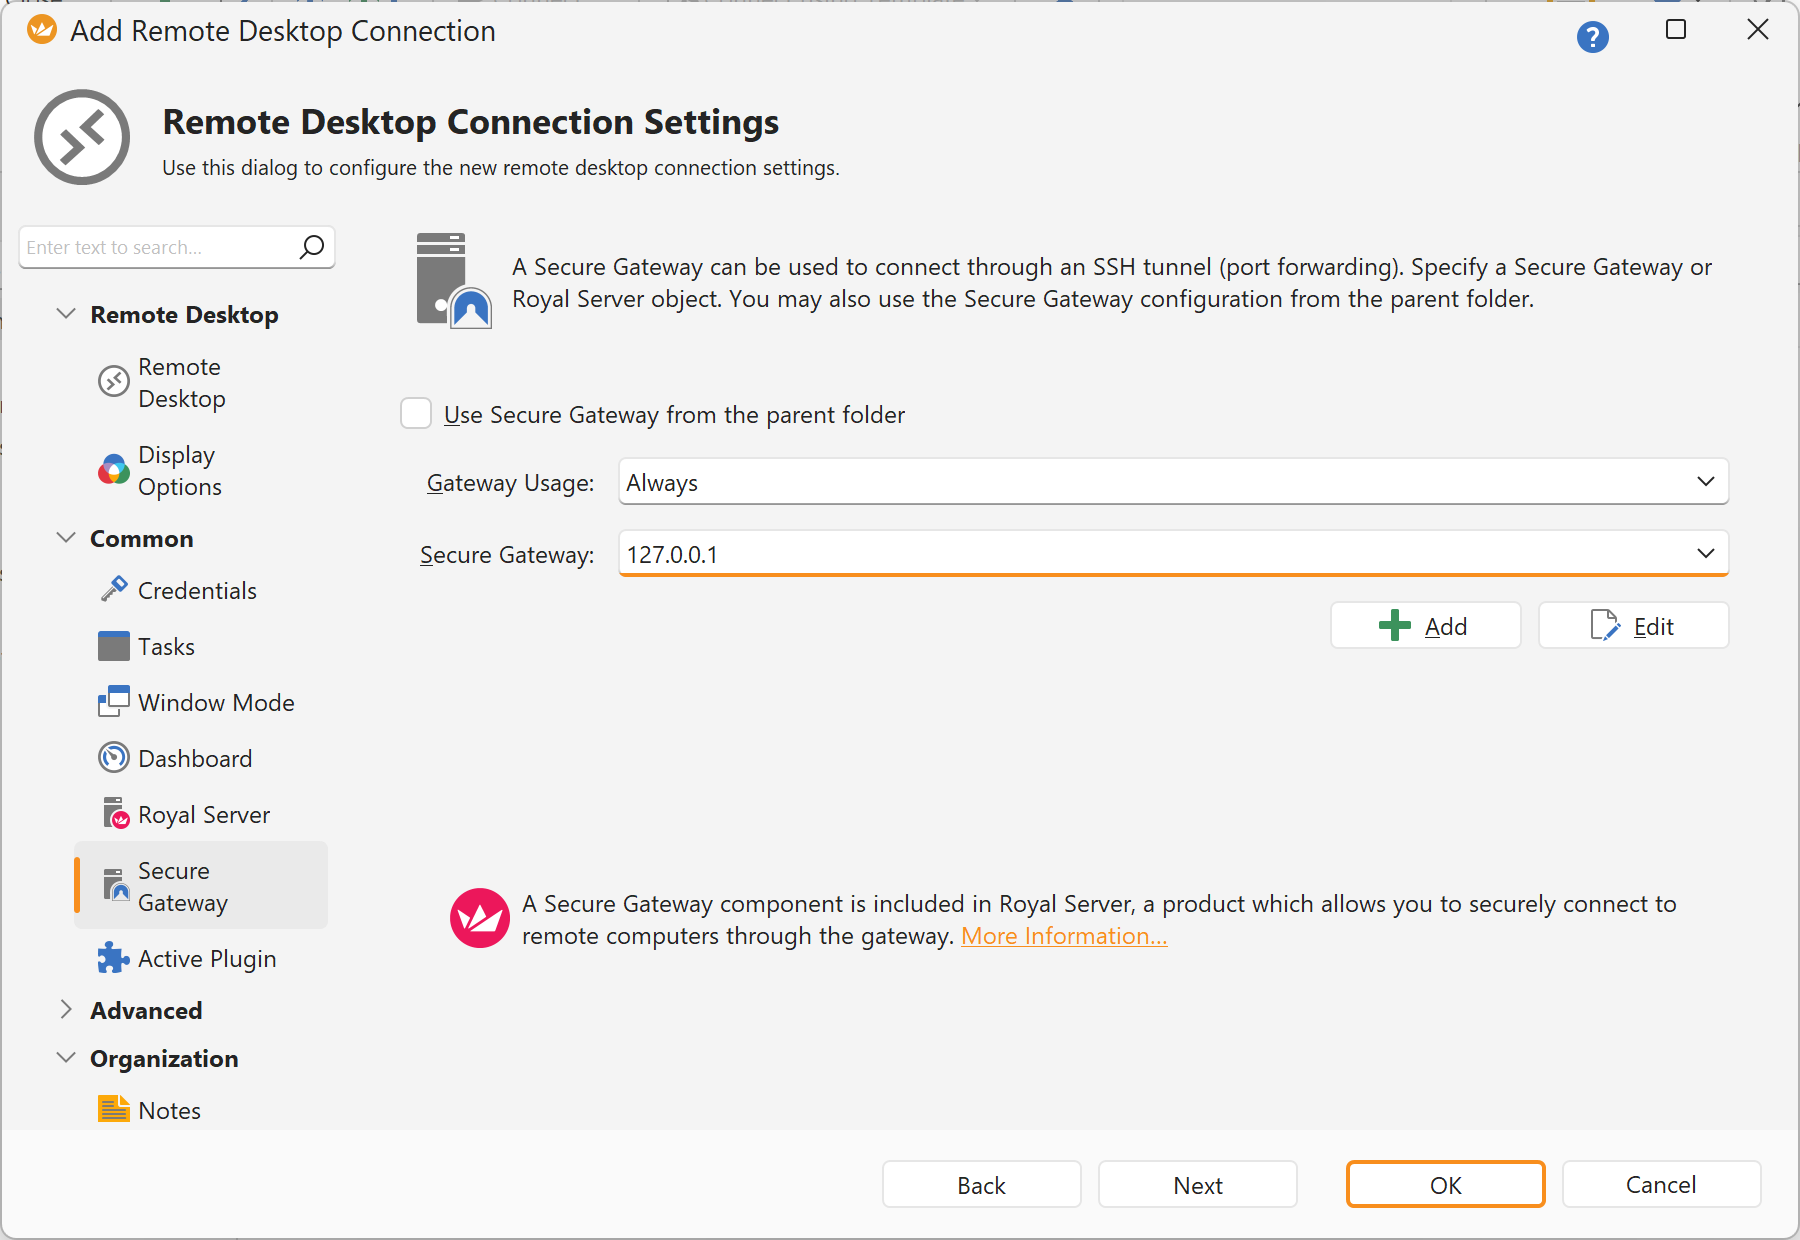 Add Remote Desktop Connection
?
Remote Desktop Connection Settings
Use this dialog to configure the new remote desktop connection settings.
Enter text to search...
Remote Desktop
Remote
Desktop
Display
Options
Common
Credentials
Tasks
Window Mode
Dashboard
Royal Server
Secure
Gateway
Active Plugin
Advanced
Organization
Notes
A Secure Gateway can be used to connect through an SSH tunnel (port forwarding). Specify a Secure Gateway or
Royal Server object. You may also use the Secure Gateway configuration from the parent folder.
Use Secure Gateway from the parent folder
Gateway Usage: Always
Secure Gateway: 127.0.0.1
Add Edit
A Secure Gateway component is included in Royal Server, a product which allows you to securely connect to
remote computers through the gateway. More Information...
Back Next OK Cancel